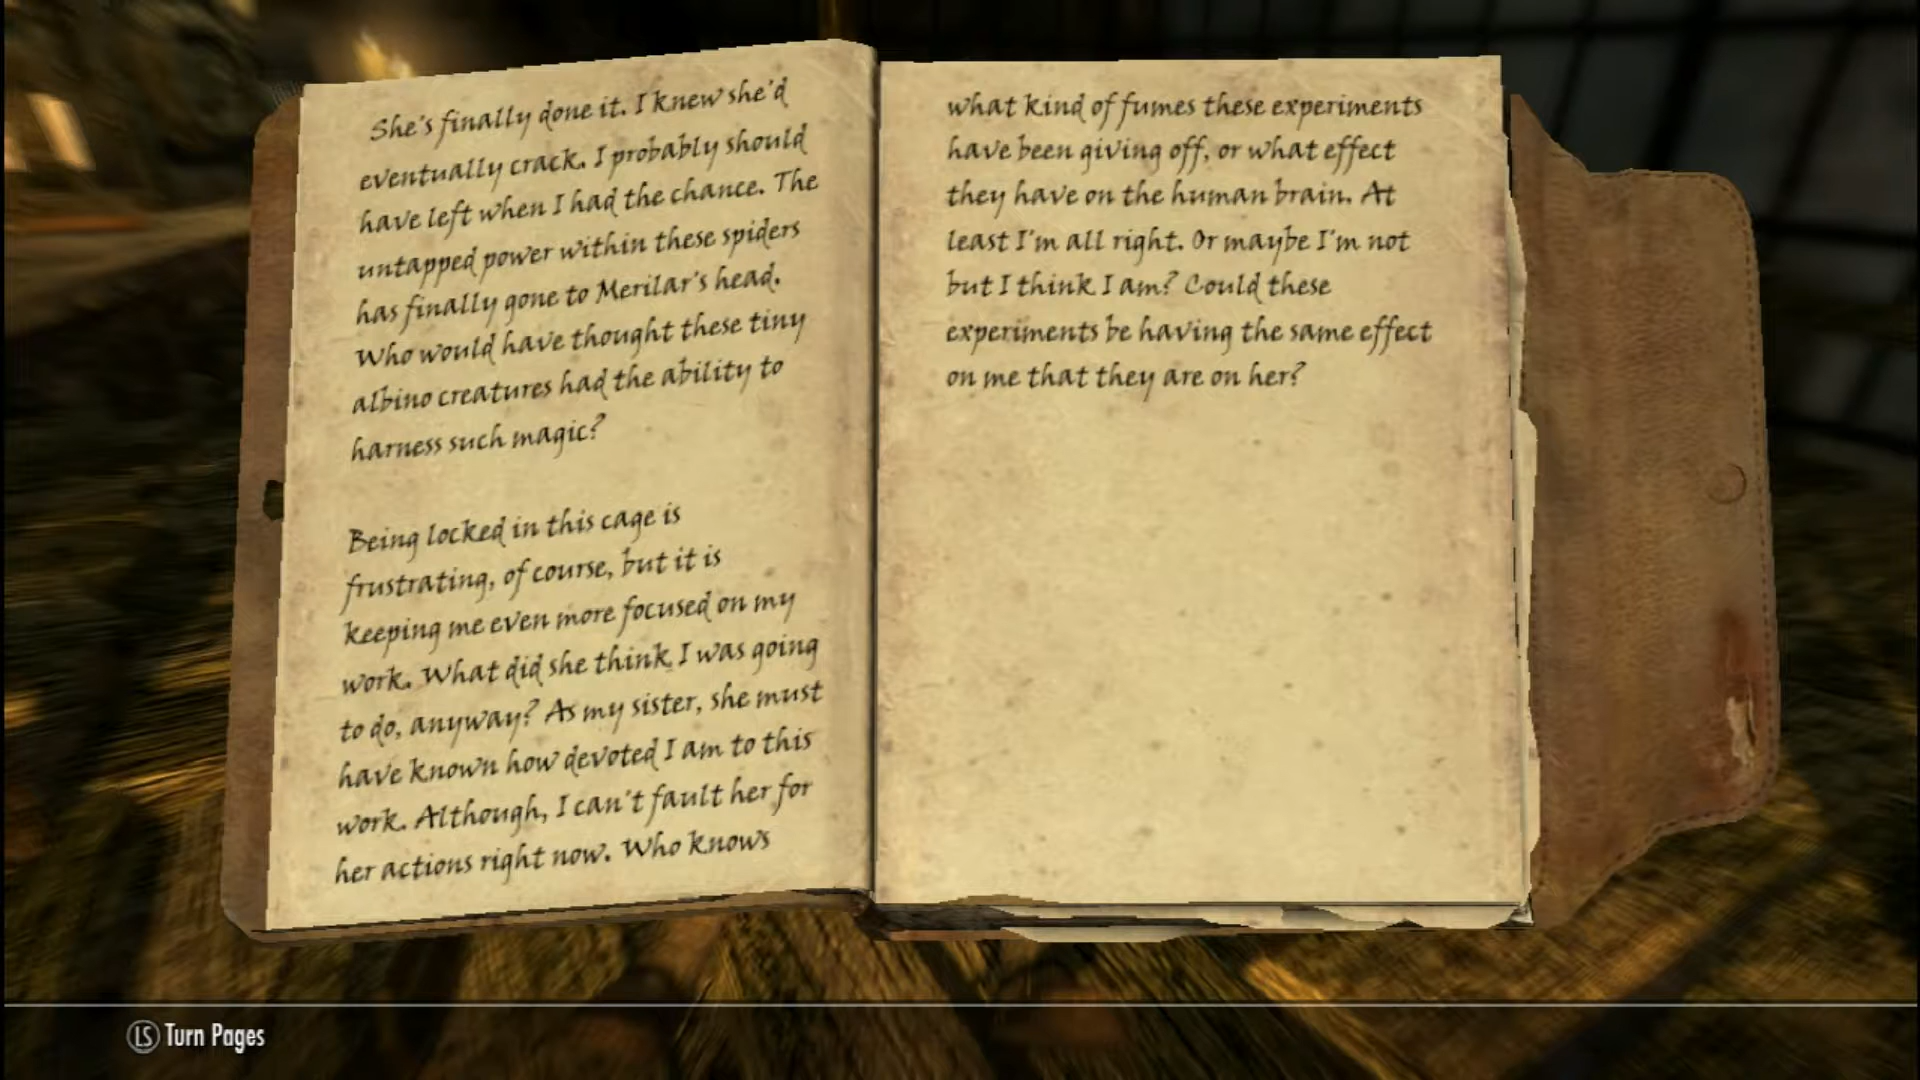 She's finally done it. I knew she'd
eventually crack. I probably should
have left when I had the chance. The
untapped power within these spiders
has finally gone to Merilar's head.
Who would have thought these tiny
albino creatures had the ability to
harness such magic?
Being locked in this cage is
frustrating, of course, but it is
keeping me even more focused on my
work. What did she think I was going
to do, anyway? As my sister, she must
have known how devoted I am to this
work. Although, I can't fault her for
her actions right now. Who knows
what kind of fumes these experiments
have been giving off, or what effect
they have on the human brain. At
least I'm all right. Or maybe I'm not
but I think I am? Could these
experiments be having the same effect
on me that they are on her?
LS Turn Pages